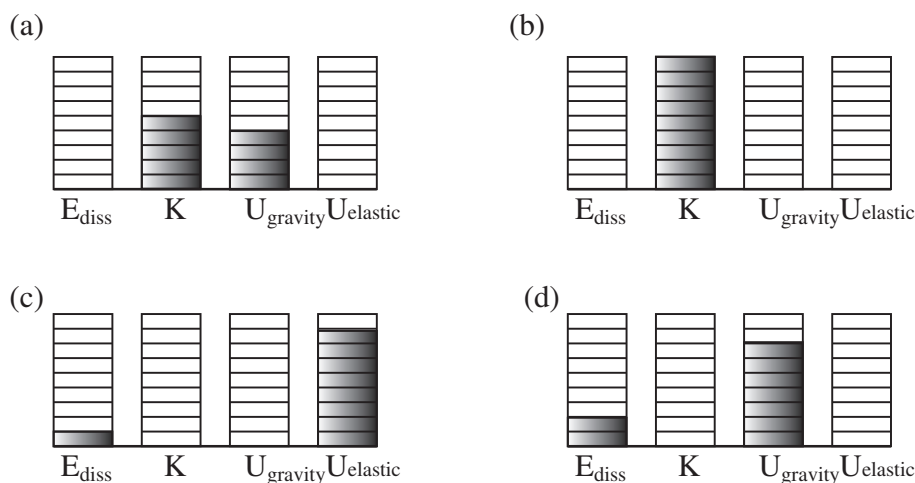 (a) (b)
E_diss K U_gravity U_elastic E_diss K U_gravity U_elastic
(c) (d)
E_diss K U_gravity U_elastic E_diss K U_gravity U_elastic